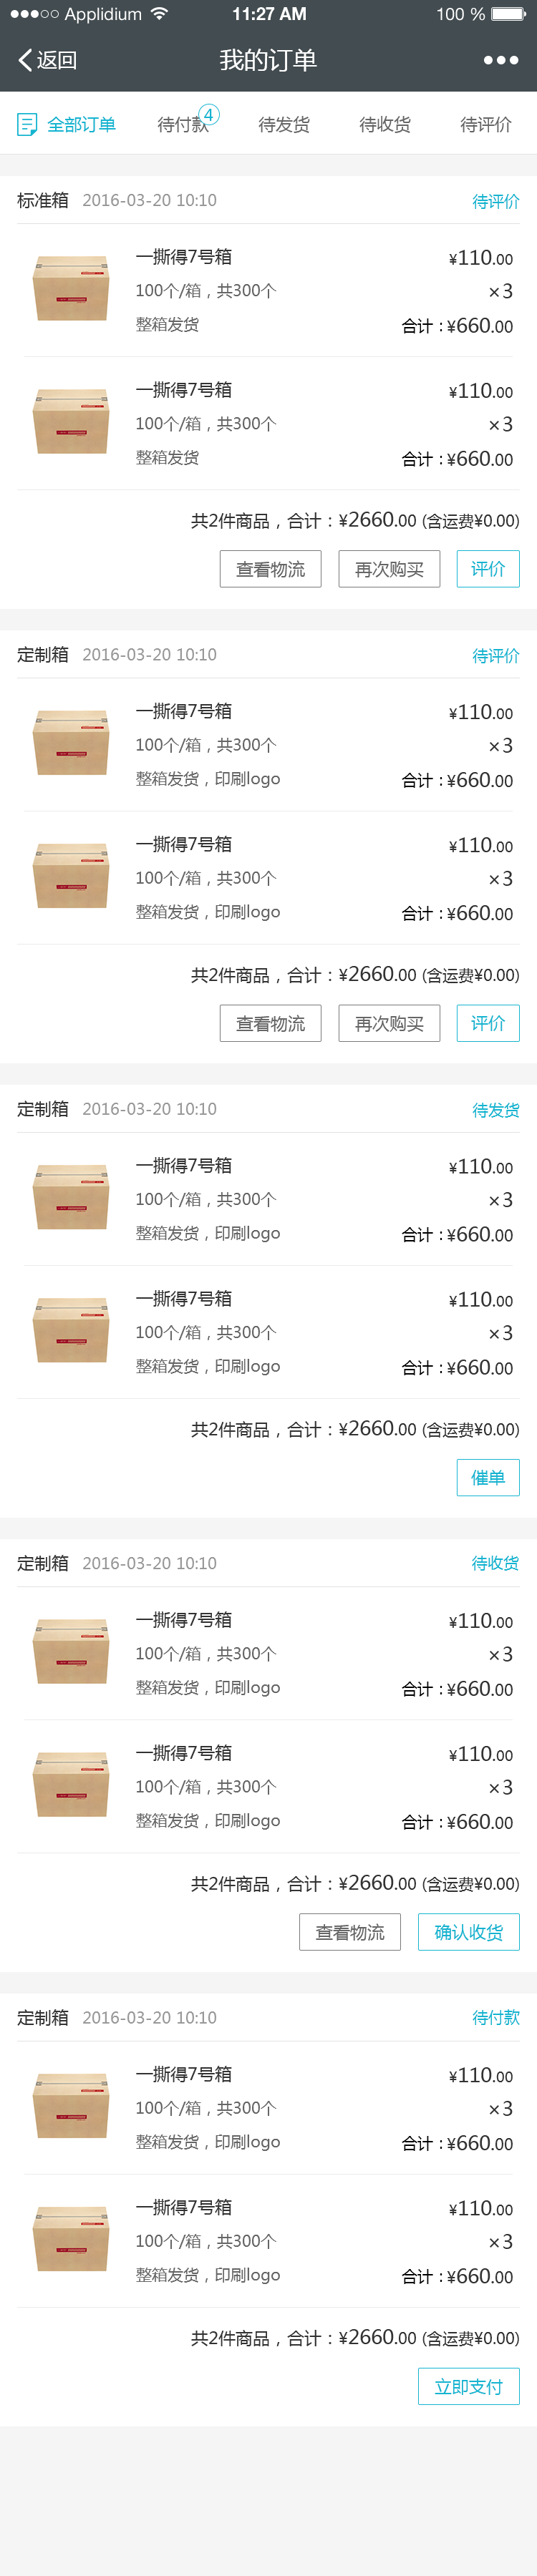 Applidium 11:27 AM 100 %
返回 我的订单
全部订单 待付款 4 待发货 待收货 待评价
标准箱 2016-03-20 10:10 待评价
一撕得7号箱 ¥110.00
100个/箱，共300个 ×3
整箱发货 合计：¥660.00
一撕得7号箱 ¥110.00
100个/箱，共300个 ×3
整箱发货 合计：¥660.00
共2件商品，合计：¥2660.00 (含运费¥0.00)
查看物流 再次购买 评价
定制箱 2016-03-20 10:10 待评价
一撕得7号箱 ¥110.00
100个/箱，共300个 ×3
整箱发货，印刷logo 合计：¥660.00
一撕得7号箱 ¥110.00
100个/箱，共300个 ×3
整箱发货，印刷logo 合计：¥660.00
共2件商品，合计：¥2660.00 (含运费¥0.00)
查看物流 再次购买 评价
定制箱 2016-03-20 10:10 待发货
一撕得7号箱 ¥110.00
100个/箱，共300个 ×3
整箱发货，印刷logo 合计：¥660.00
一撕得7号箱 ¥110.00
100个/箱，共300个 ×3
整箱发货，印刷logo 合计：¥660.00
共2件商品，合计：¥2660.00 (含运费¥0.00)
催单
定制箱 2016-03-20 10:10 待收货
一撕得7号箱 ¥110.00
100个/箱，共300个 ×3
整箱发货，印刷logo 合计：¥660.00
一撕得7号箱 ¥110.00
100个/箱，共300个 ×3
整箱发货，印刷logo 合计：¥660.00
共2件商品，合计：¥2660.00 (含运费¥0.00)
查看物流 确认收货
定制箱 2016-03-20 10:10 待付款
一撕得7号箱 ¥110.00
100个/箱，共300个 ×3
整箱发货，印刷logo 合计：¥660.00
一撕得7号箱 ¥110.00
100个/箱，共300个 ×3
整箱发货，印刷logo 合计：¥660.00
共2件商品，合计：¥2660.00 (含运费¥0.00)
立即支付